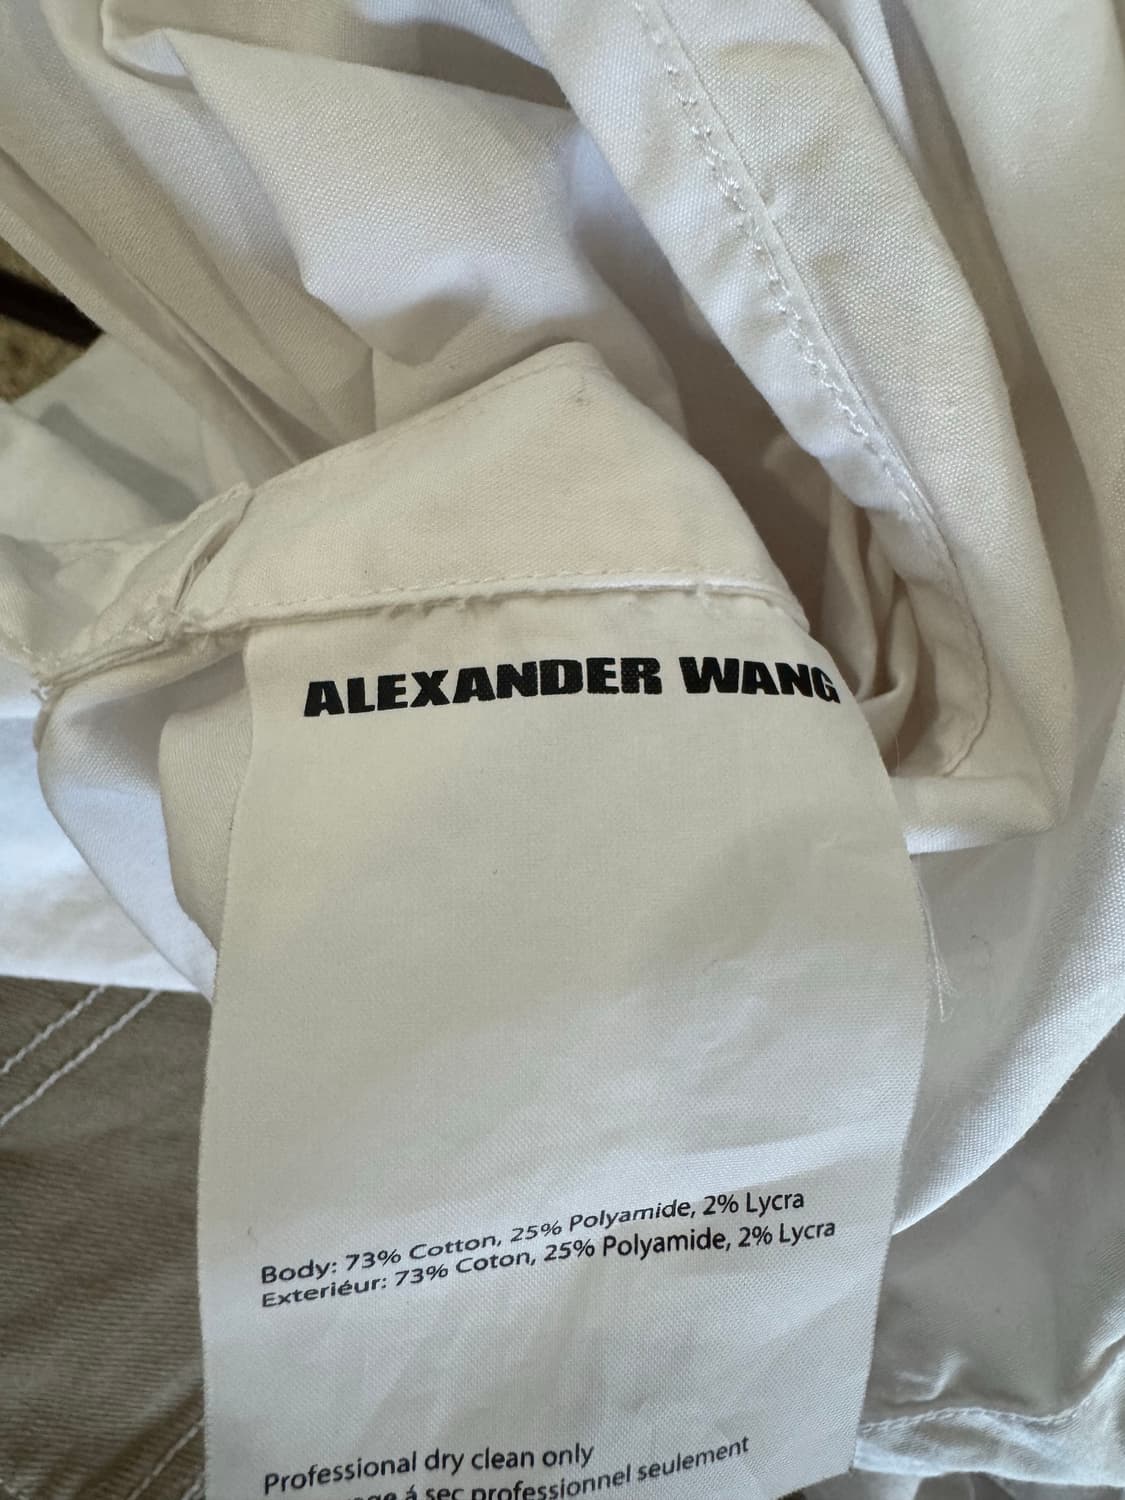 ALEXANDER WANG
Body: 73% Cotton, 25% Polyamide, 2% Lycra
Exteriéur: 73% Coton, 25% Polyamide, 2% Lycra
Professional dry clean only
á sec professionnel seulement